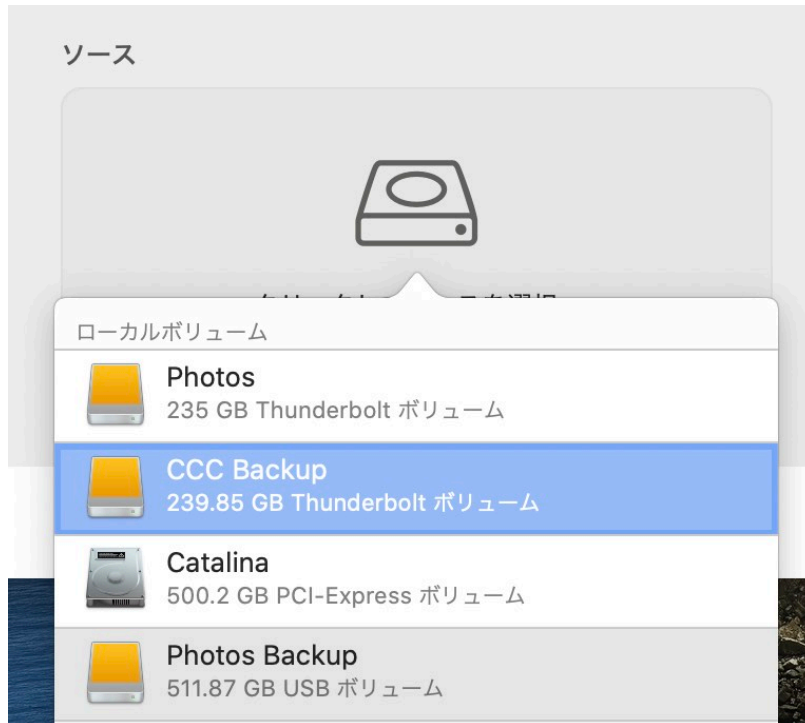 ソース
ローカルボリューム
Photos
235 GB Thunderbolt ボリューム
CCC Backup
239.85 GB Thunderbolt ボリューム
Catalina
500.2 GB PCI-Express ボリューム
Photos Backup
511.87 GB USB ボリューム